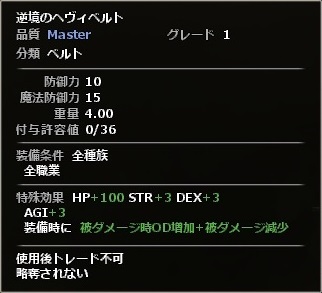 逆境のヘヴィベルト
品質 Master グレード 1
分類 ベルト
防御力 10
魔法防御力 15
重量 4.00
付与許容値 0/36
装備条件 全種族
全職業
特殊効果 HP+100 STR+3 DEX+3
AGI+3
装備時に 被ダメージ時OD増加+被ダメージ減少
使用後トレード不可
略奪されない